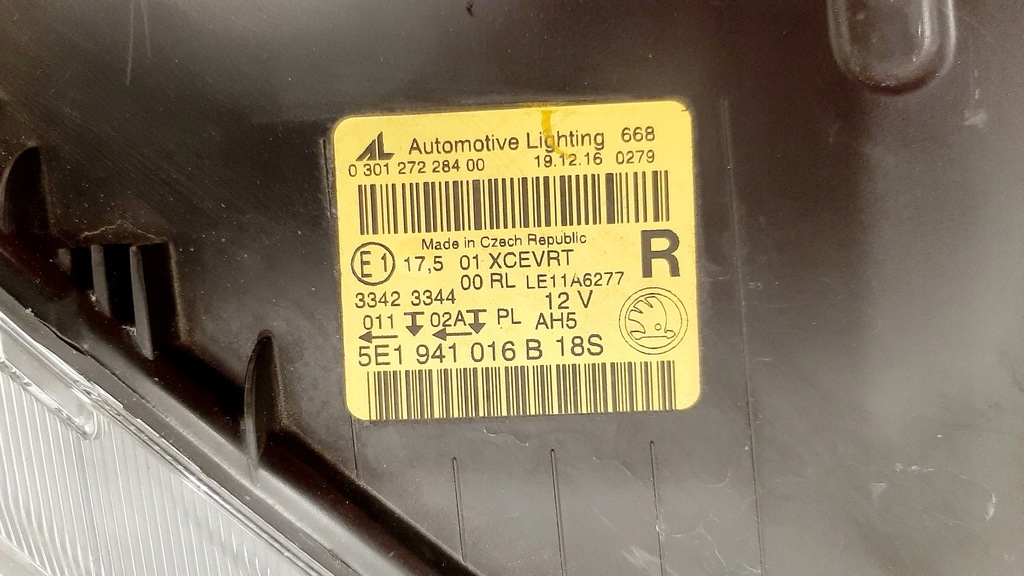 AL Automotive Lighting 668
0 301 272 284 00 19.12.16 0279
Made in Czech Republic
E1 17,5 01 XCEVRT R
00 RL LE11A6277
3342 3344 12 V
011 02A PL AH5
5E1 941 016 B 18S